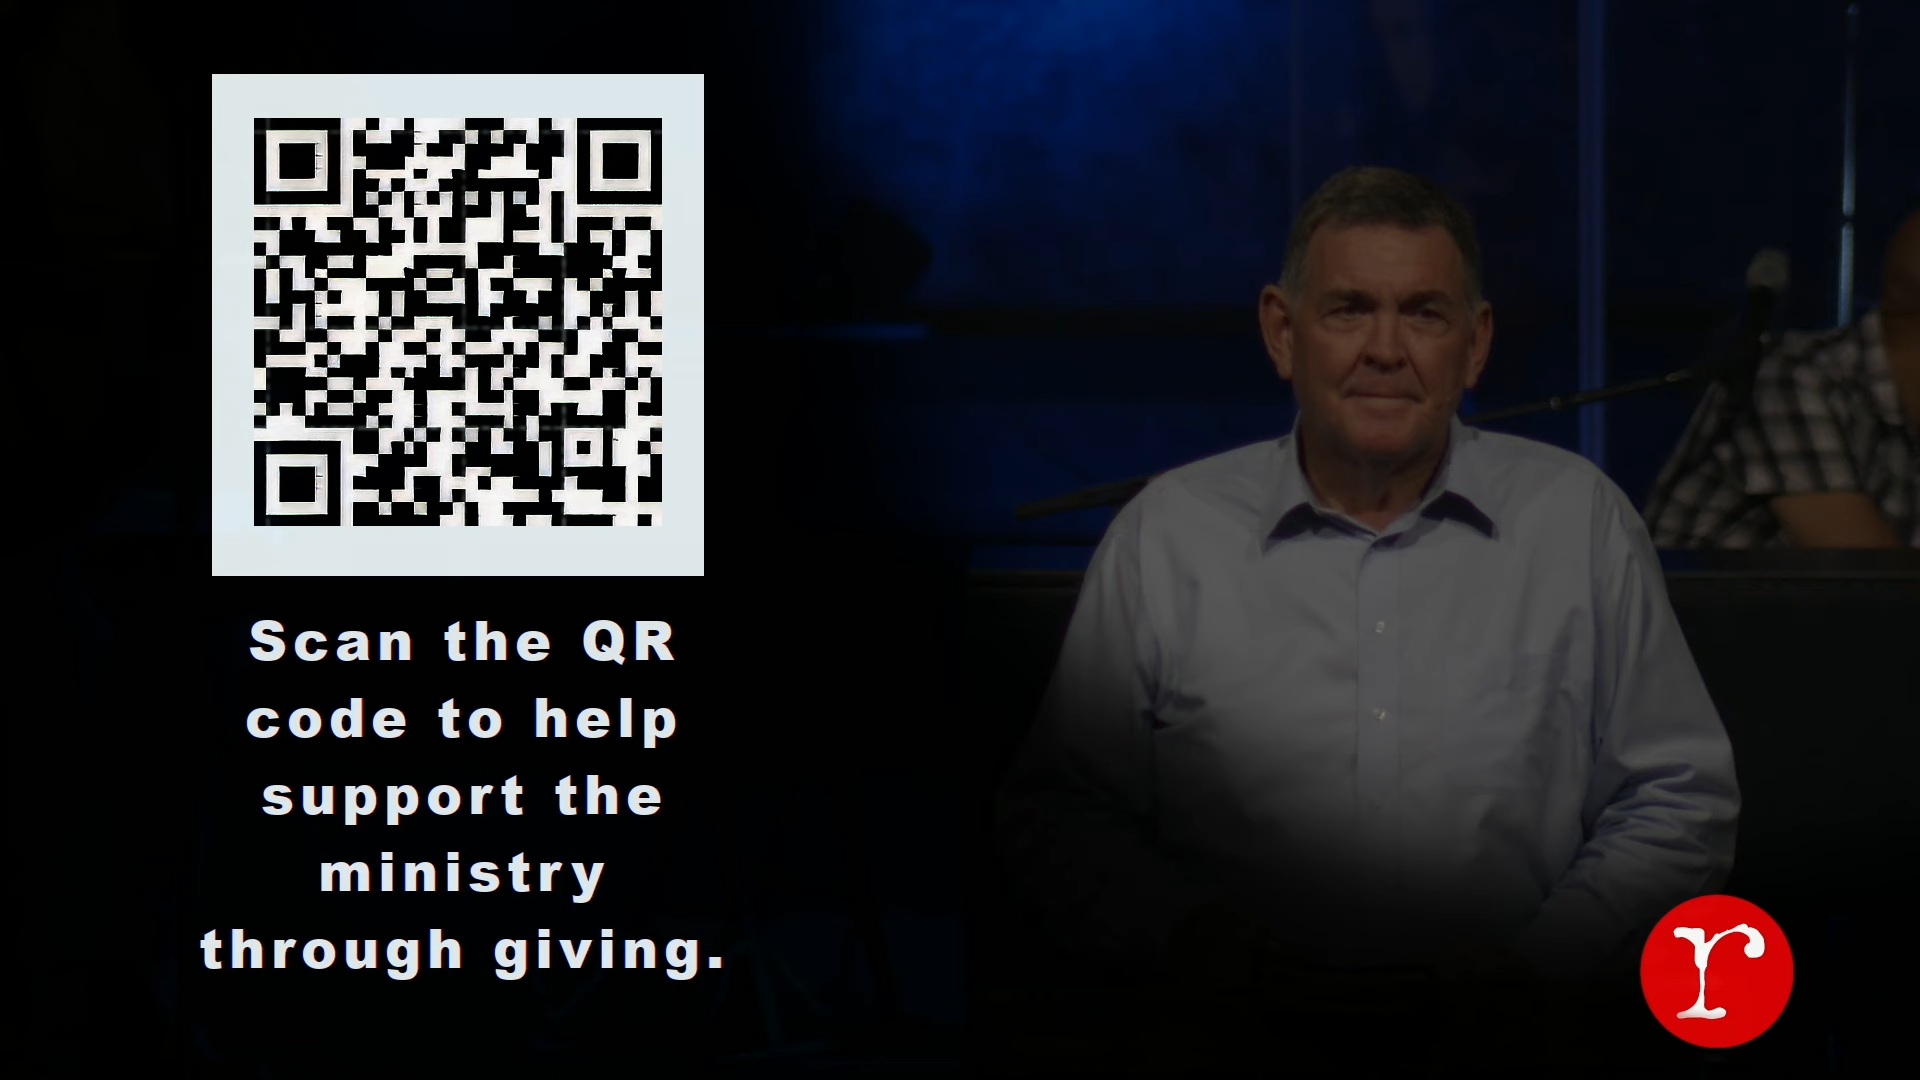 Scan the QR
code to help
support the
ministry
through giving.
r